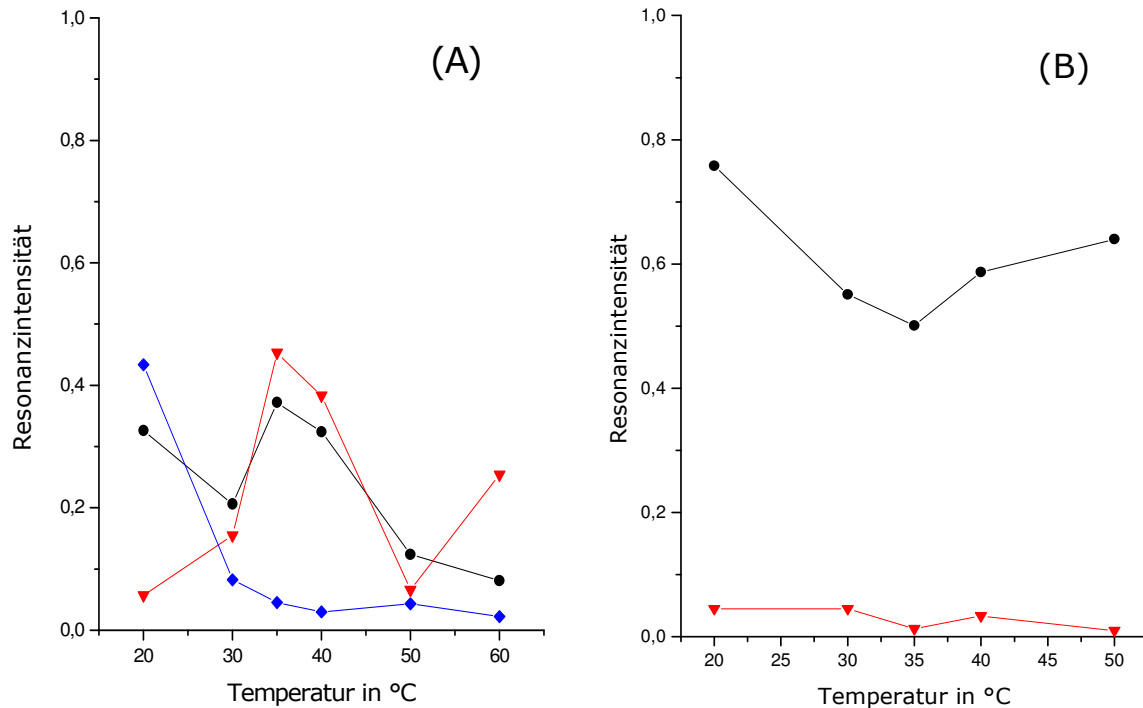 (A)
Resonanzintensität
1,0
0,8
0,6
0,4
0,2
0,0
20 30 40 50 60
Temperatur in °C
(B)
Resonanzintensität
1,0
0,8
0,6
0,4
0,2
0,0
20 25 30 35 40 45 50
Temperatur in °C